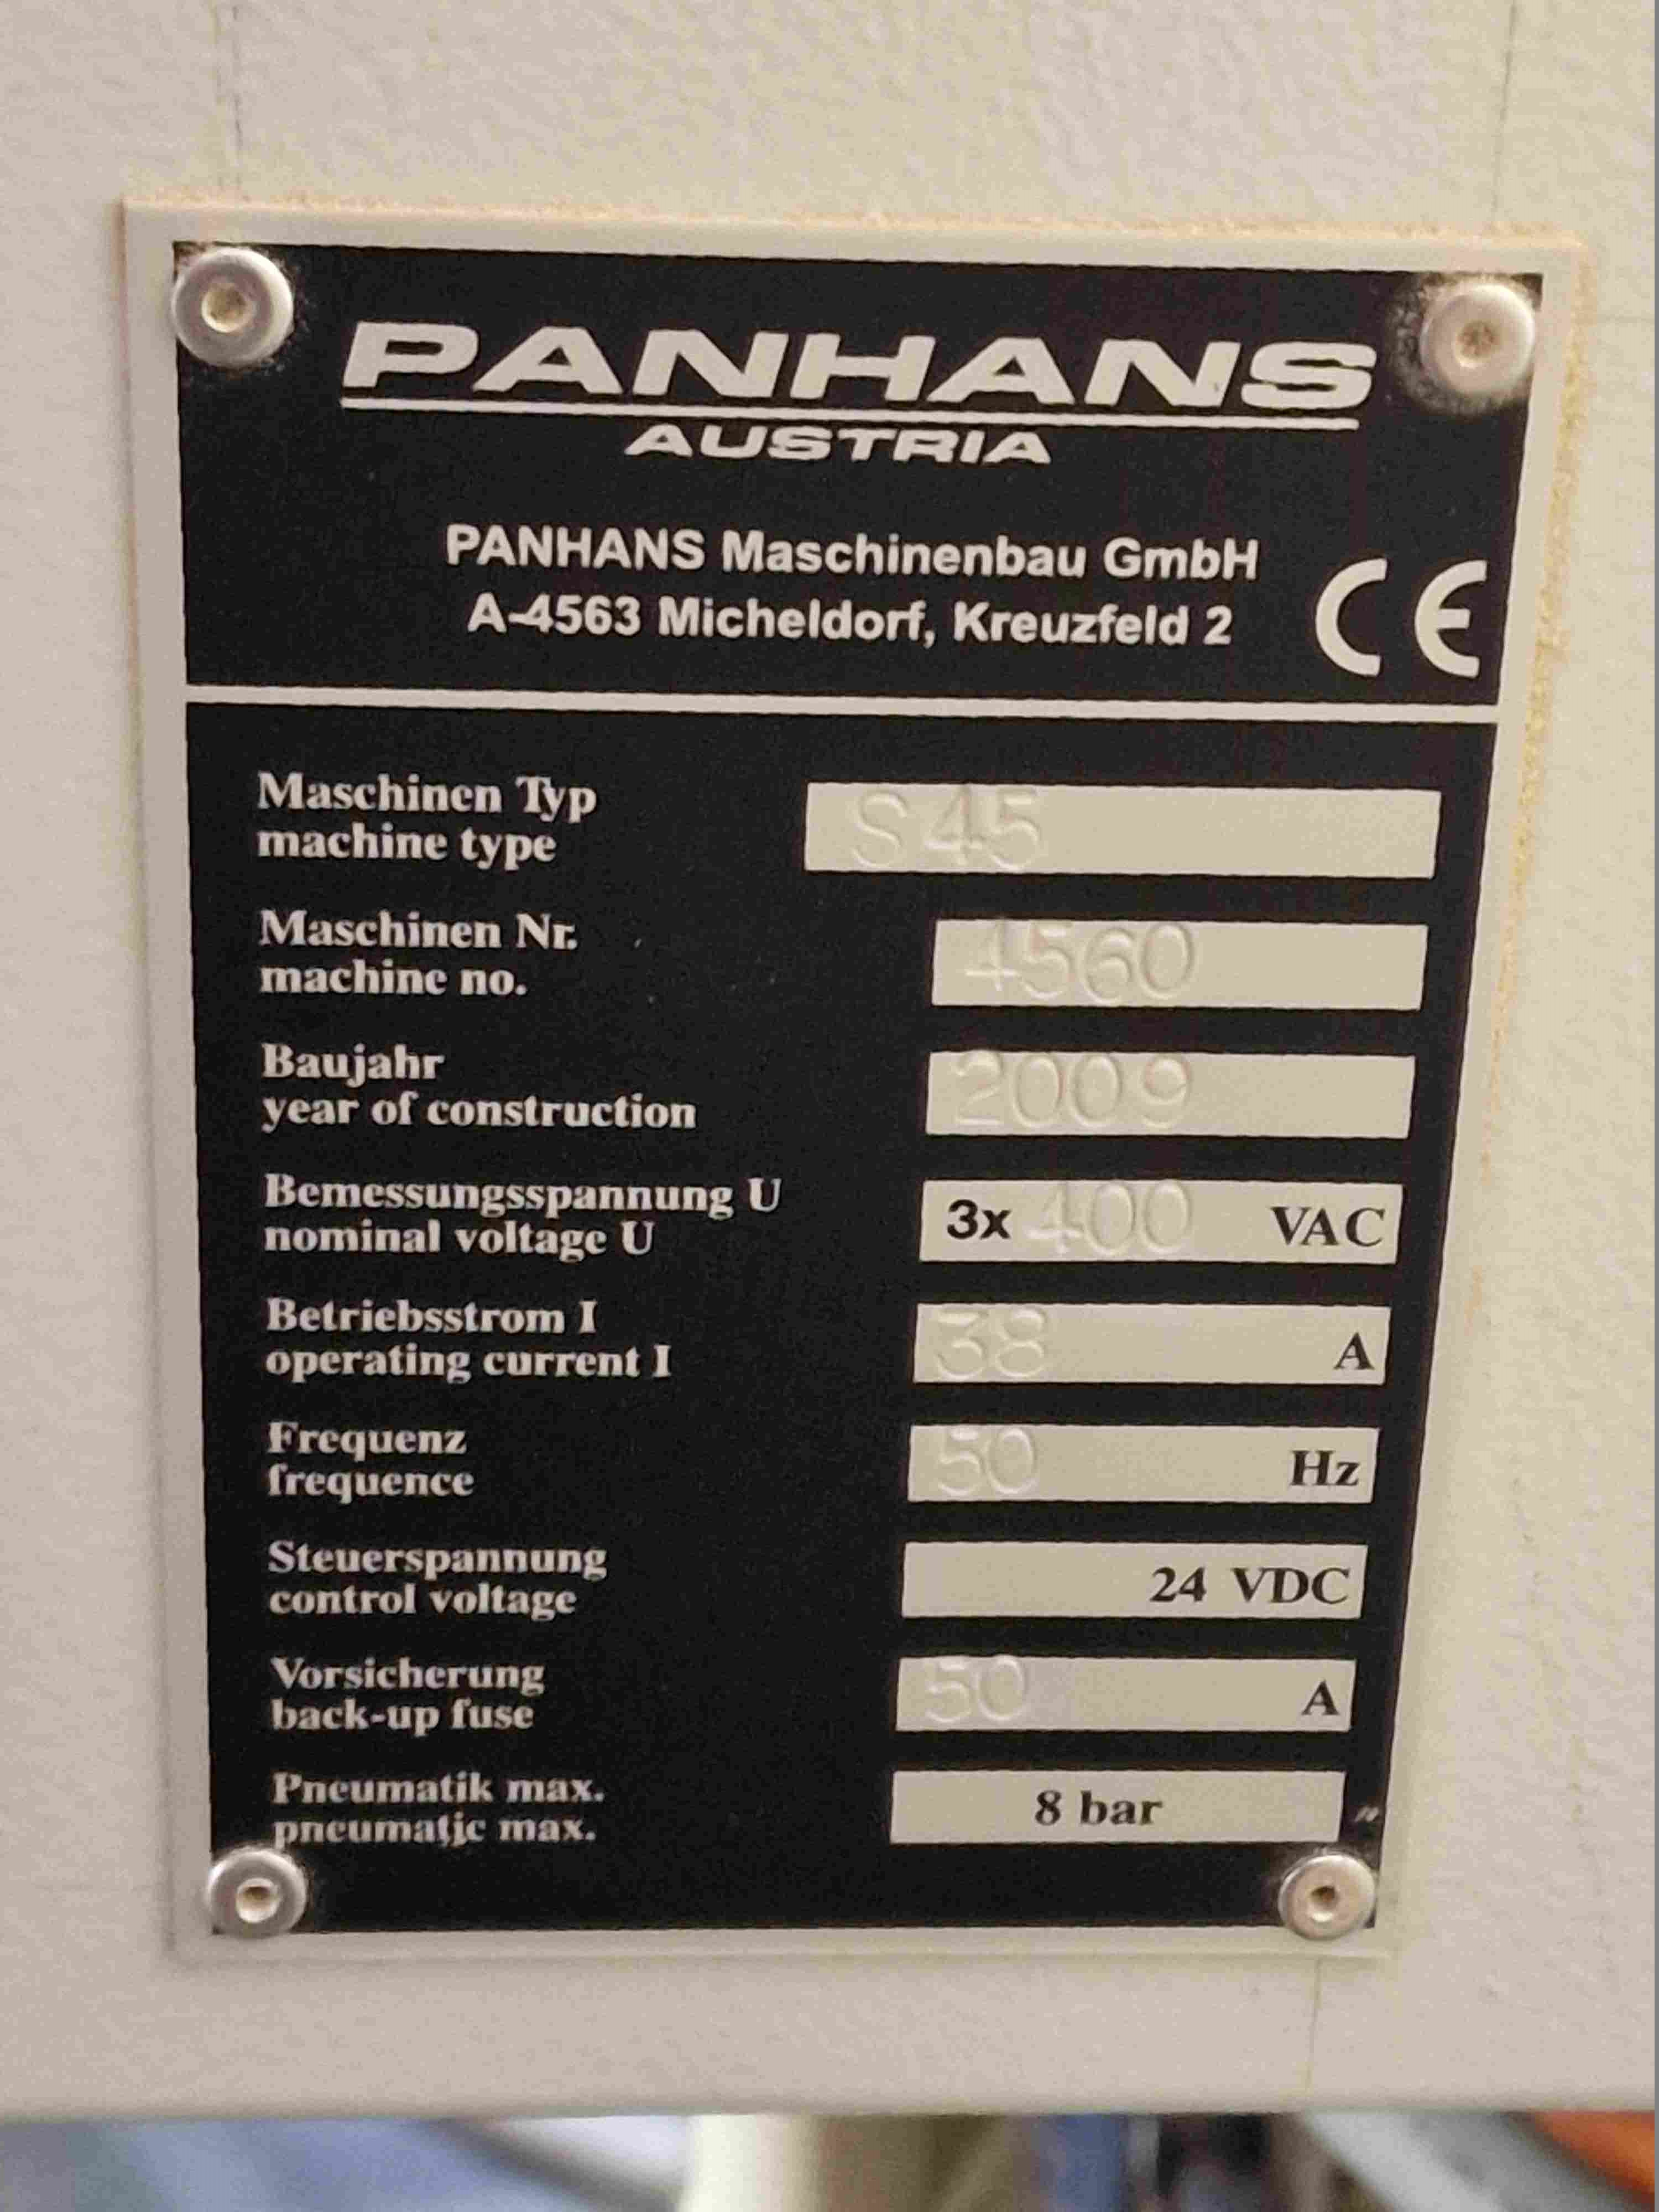 PANHANS
AUSTRIA
PANHANS Maschinenbau GmbH
A-4563 Micheldorf, Kreuzfeld 2
CE
Maschinen Typ
machine type
S 45
Maschinen Nr.
machine no.
4560
Baujahr
year of construction
2009
Bemessungsspannung U
nominal voltage U
3x 400 VAC
Betriebsstrom I
operating current I
38 A
Frequenz
frequence
50 Hz
Steuerspannung
control voltage
24 VDC
Vorsicherung
back-up fuse
50 A
Pneumatik max.
pneumatic max.
8 bar